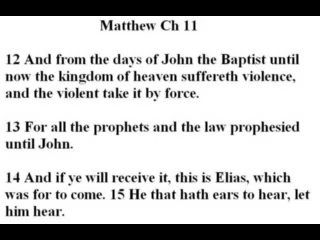 Matthew Ch 11
12 And from the days of John the Baptist until
now the kingdom of heaven suffereth violence,
and the violent take it by force.
13 For all the prophets and the law prophesied
until John.
14 And if ye will receive it, this is Elias, which
was for to come. 15 He that hath ears to hear, let
him hear.